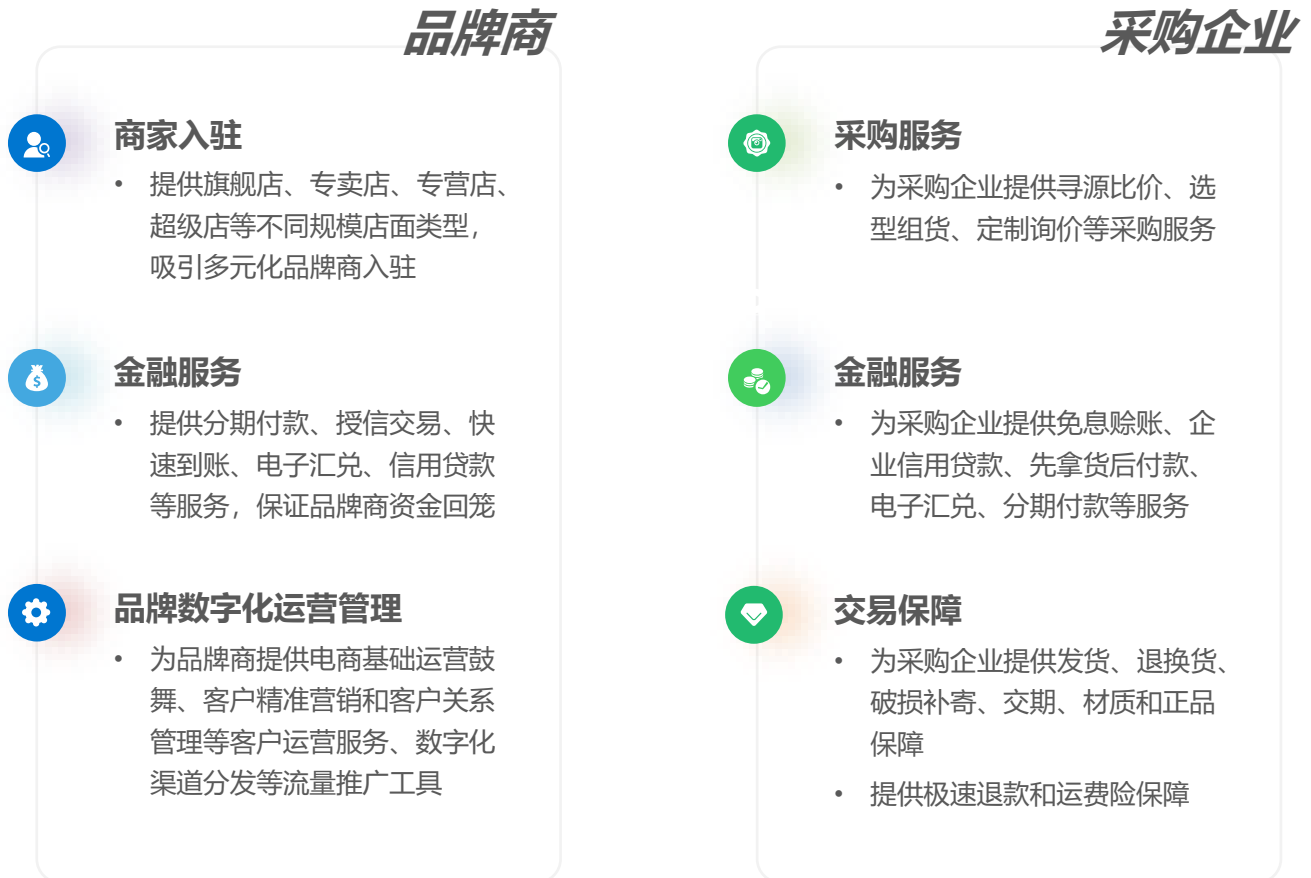 品牌商
商家入驻
• 提供旗舰店、专卖店、专营店、
超级店等不同规模店面类型，
吸引多元化品牌商入驻
金融服务
• 提供分期付款、授信交易、快
速到账、电子汇兑、信用贷款
等服务，保证品牌商资金回笼
品牌数字化运营管理
• 为品牌商提供电商基础运营鼓
舞、客户精准营销和客户关系
管理等客户运营服务、数字化
渠道分发等流量推广工具
采购企业
采购服务
• 为采购企业提供寻源比价、选
型组货、定制询价等采购服务
金融服务
• 为采购企业提供免息赊账、企
业信用贷款、先拿货后付款、
电子汇兑、分期付款等服务
交易保障
• 为采购企业提供发货、退换货、
破损补寄、交期、材质和正品
保障
• 提供极速退款和运费险保障